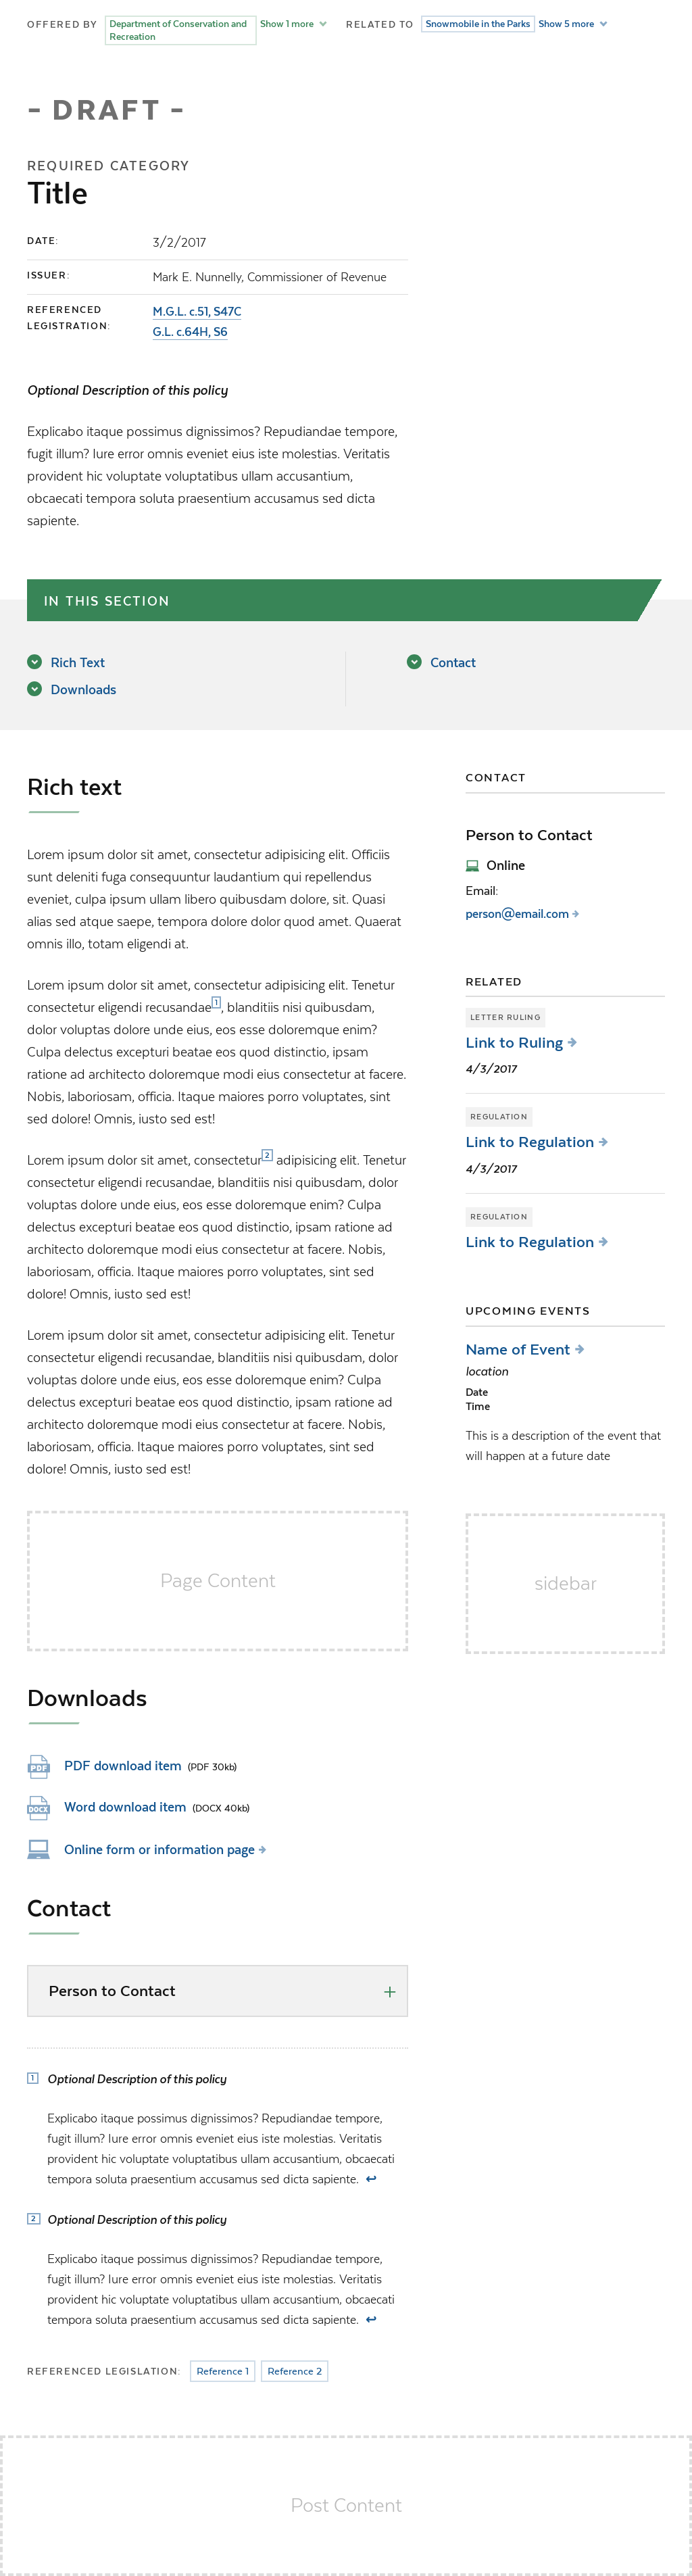 OFFERED BY
Department of Conservation and
Recreation
Show 1 more
RELATED TO
Snowmobile in the Parks
Show 5 more
- DRAFT -
REQUIRED CATEGORY
Title
DATE:
3/2/2017
ISSUER:
Mark E. Nunnelly, Commissioner of Revenue
REFERENCED
LEGISTRATION:
M.G.L. c.51, S47C
G.L. c.64H, S6
Optional Description of this policy
Explicabo itaque possimus dignissimos? Repudiandae tempore,
fugit illum? Iure error omnis eveniet eius iste molestias. Veritatis
provident hic voluptate voluptatibus ullam accusantium,
obcaecati tempora soluta praesentium accusamus sed dicta
sapiente.
IN THIS SECTION
Rich Text
Downloads
Contact
Rich text
Lorem ipsum dolor sit amet, consectetur adipisicing elit. Officiis
sunt deleniti fuga consequuntur laudantium qui repellendus
eveniet, culpa ipsum ullam libero quibusdam dolore, sit. Quasi
alias sed atque saepe, tempora dolore dolor quod amet. Quaerat
omnis illo, totam eligendi at.
Lorem ipsum dolor sit amet, consectetur adipisicing elit. Tenetur
consectetur eligendi recusandae1, blanditiis nisi quibusdam,
dolor voluptas dolore unde eius, eos esse doloremque enim?
Culpa delectus excepturi beatae eos quod distinctio, ipsam
ratione ad architecto doloremque modi eius consectetur at facere.
Nobis, laboriosam, officia. Itaque maiores porro voluptates, sint
sed dolore! Omnis, iusto sed est!
Lorem ipsum dolor sit amet, consectetur2 adipisicing elit. Tenetur
consectetur eligendi recusandae, blanditiis nisi quibusdam, dolor
voluptas dolore unde eius, eos esse doloremque enim? Culpa
delectus excepturi beatae eos quod distinctio, ipsam ratione ad
architecto doloremque modi eius consectetur at facere. Nobis,
laboriosam, officia. Itaque maiores porro voluptates, sint sed
dolore! Omnis, iusto sed est!
Lorem ipsum dolor sit amet, consectetur adipisicing elit. Tenetur
consectetur eligendi recusandae, blanditiis nisi quibusdam, dolor
voluptas dolore unde eius, eos esse doloremque enim? Culpa
delectus excepturi beatae eos quod distinctio, ipsam ratione ad
architecto doloremque modi eius consectetur at facere. Nobis,
laboriosam, officia. Itaque maiores porro voluptates, sint sed
dolore! Omnis, iusto sed est!
Page Content
Downloads
PDF
PDF download item (PDF 30kb)
DOCX
Word download item (DOCX 40kb)
Online form or information page
Contact
Person to Contact
1 Optional Description of this policy
Explicabo itaque possimus dignissimos? Repudiandae tempore,
fugit illum? Iure error omnis eveniet eius iste molestias. Veritatis
provident hic voluptate voluptatibus ullam accusantium, obcaecati
tempora soluta praesentium accusamus sed dicta sapiente. ↩
2 Optional Description of this policy
Explicabo itaque possimus dignissimos? Repudiandae tempore,
fugit illum? Iure error omnis eveniet eius iste molestias. Veritatis
provident hic voluptate voluptatibus ullam accusantium, obcaecati
tempora soluta praesentium accusamus sed dicta sapiente. ↩
REFERENCED LEGISLATION: Reference 1 Reference 2
CONTACT
Person to Contact
Online
Email:
person@email.com
RELATED
LETTER RULING
Link to Ruling
4/3/2017
REGULATION
Link to Regulation
4/3/2017
REGULATION
Link to Regulation
UPCOMING EVENTS
Name of Event
location
Date
Time
This is a description of the event that
will happen at a future date
sidebar
Post Content